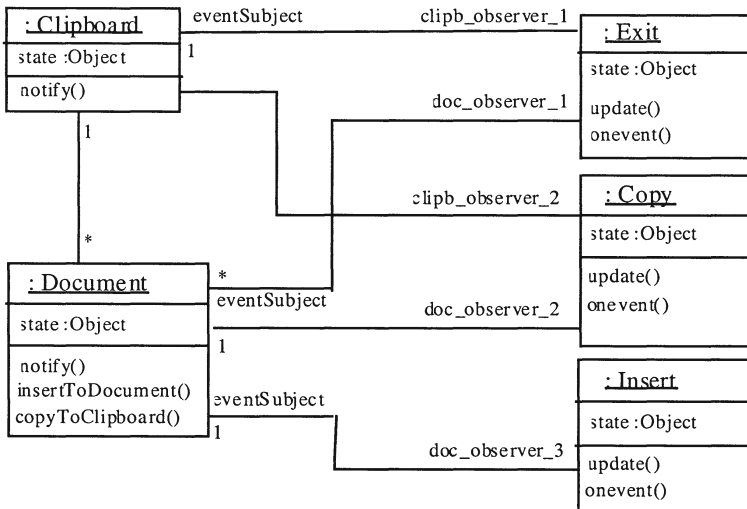 : Clipboard
state :Object
notify()
eventSubject
1
clipb_observer_1
: Exit
state :Object
update()
onevent()
doc_observer_1
1
*
clipb_observer_2
: Copy
state :Object
update()
onevent()
: Document
state :Object
notify()
insertToDocument()
copyToClipboard()
*
eventSubject
doc_observer_2
1
eventSubject
1
doc_observer_3
: Insert
state :Object
update()
onevent()